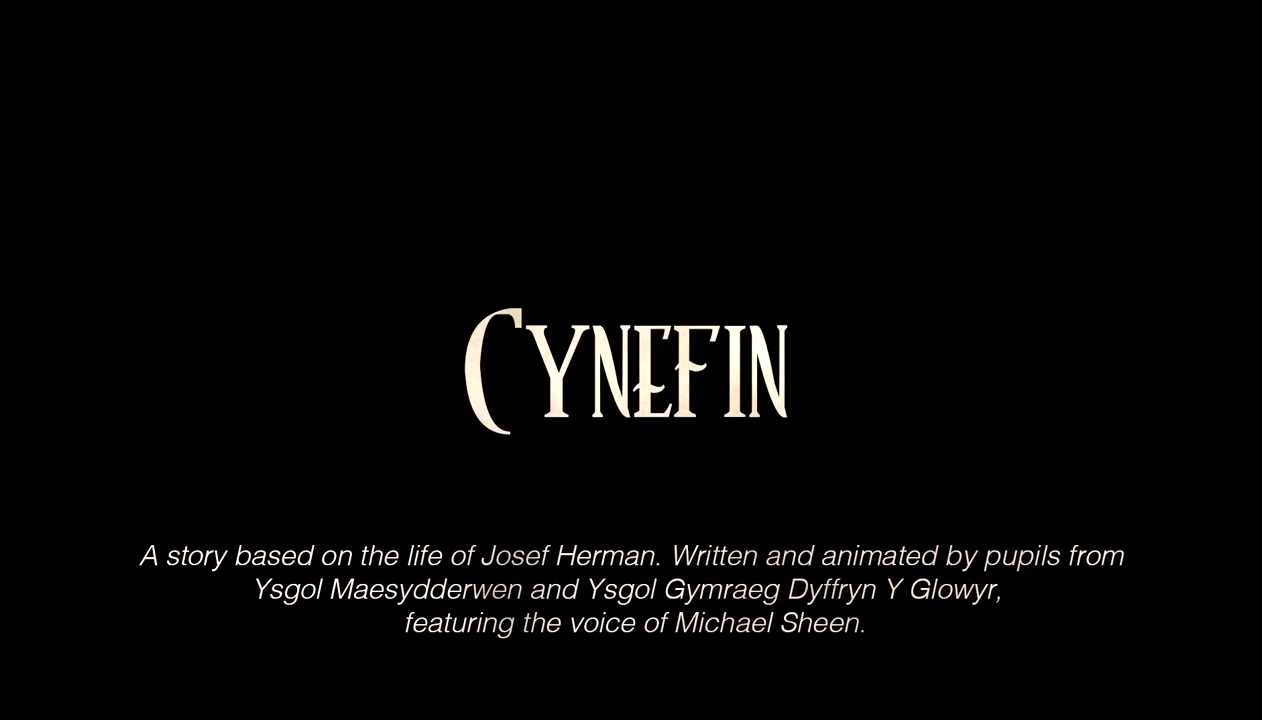 CYNEFIN
A story based on the life of Josef Herman. Written and animated by pupils from
Ysgol Maesydderwen and Ysgol Gymraeg Dyffryn Y Glowyr,
featuring the voice of Michael Sheen.